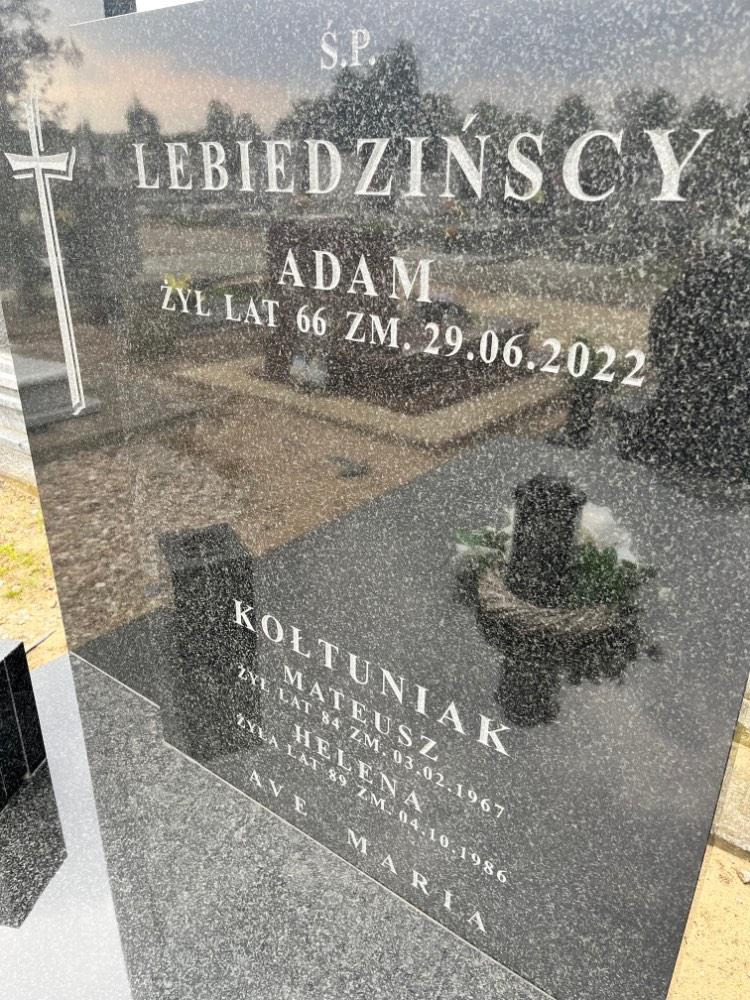 Ś.P.
LEBIEDZIŃSCY
ADAM
ŻYŁ LAT 66 ZM. 29.06.2022
KOŁTUNIAK
MATEUSZ
ŻYŁ LAT 84 ZM. 03.02.1967
HELENA
ŻYŁA LAT 89 ZM. 04.10.1986
AVE MARIA